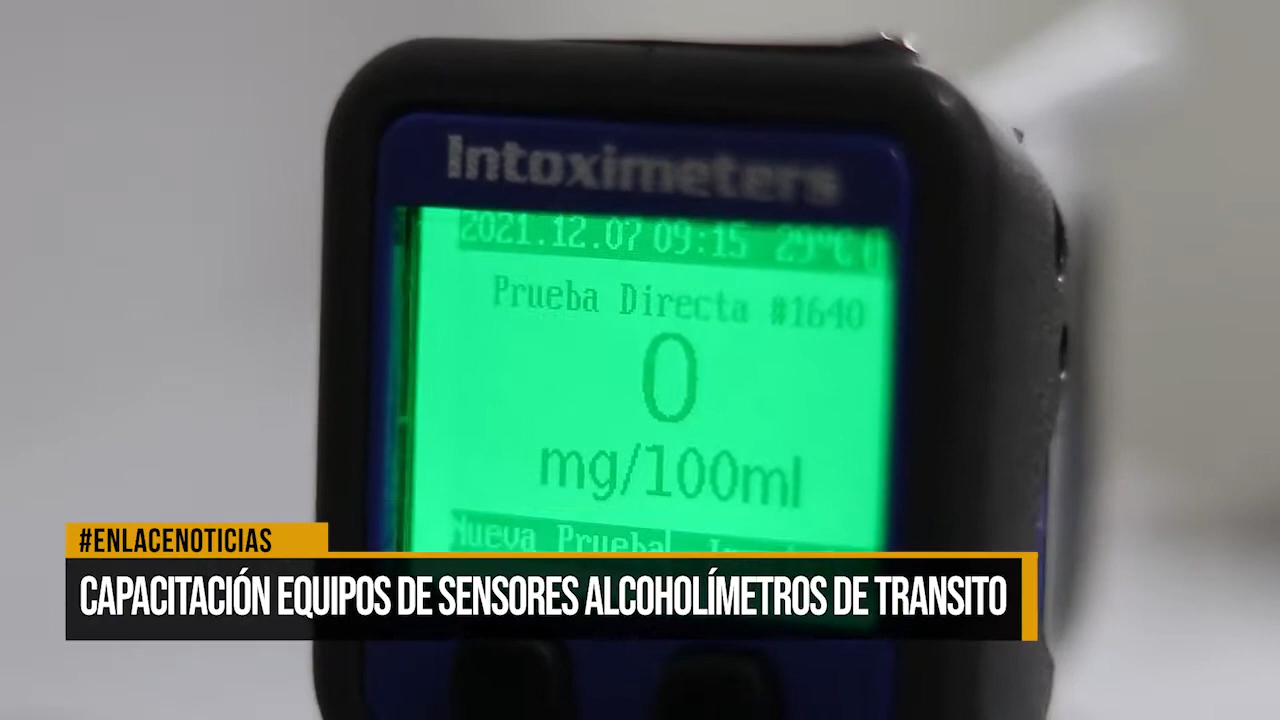 Intoximeters
2021.12.07 09:15 29°C
Prueba Directa #1640
0
mg/100ml
Nueva Prueba
#ENLACENOTICIAS
CAPACITACIÓN EQUIPOS DE SENSORES ALCOHOLÍMETROS DE TRANSITO